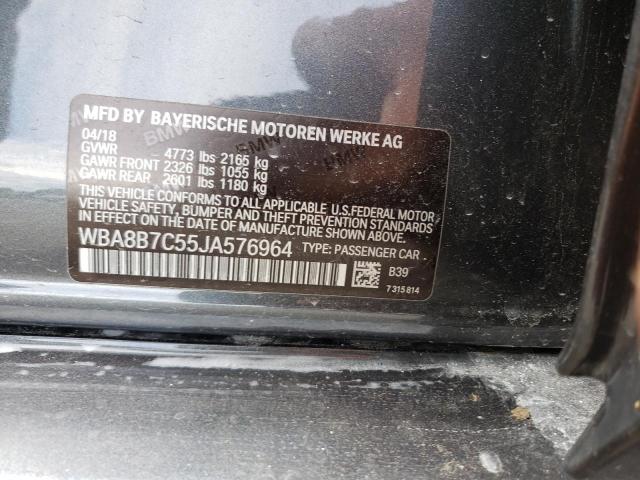 MFD BY BAYERISCHE MOTOREN WERKE AG
04/18
GVWR 4773 lbs 2165 kg
GAWR FRONT 2326 lbs 1055 kg
GAWR REAR 2601 lbs 1180 kg
THIS VEHICLE CONFORMS TO ALL APPLICABLE U.S.FEDERAL MOTOR
VEHICLE SAFETY, BUMPER AND THEFT PREVENTION STANDARDS
IN EFFECT ON THE DATE OF MANUFACTURE SHOWN ABOVE.
WBA8B7C55JA576964 TYPE: PASSENGER CAR
B39
7 315 814
BMW
BMW
BMW